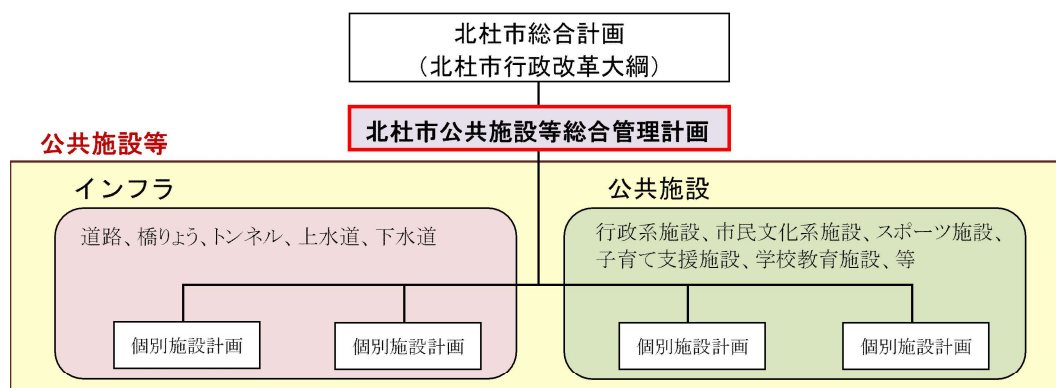 北杜市総合計画
（北杜市行政改革大綱）
北杜市公共施設等総合管理計画
公共施設等
インフラ
道路、橋りょう、トンネル、上水道、下水道
個別施設計画
個別施設計画
公共施設
行政系施設、市民文化系施設、スポーツ施設、
子育て支援施設、学校教育施設、等
個別施設計画
個別施設計画